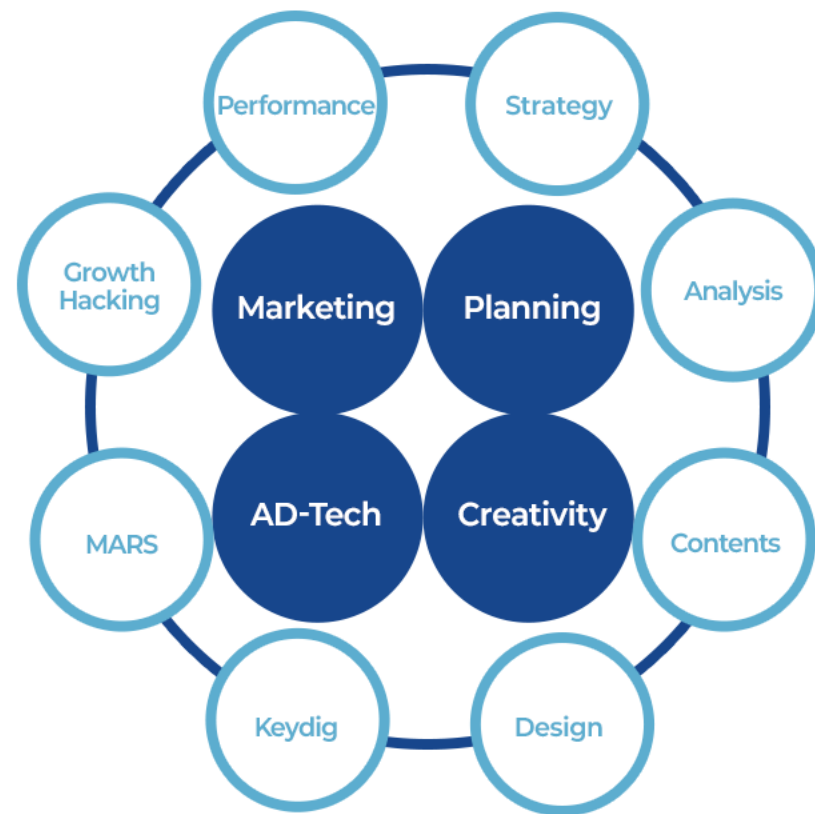 Performance
Strategy
Growth
Hacking
Analysis
Marketing
Planning
AD-Tech
Creativity
MARS
Contents
Keydig
Design